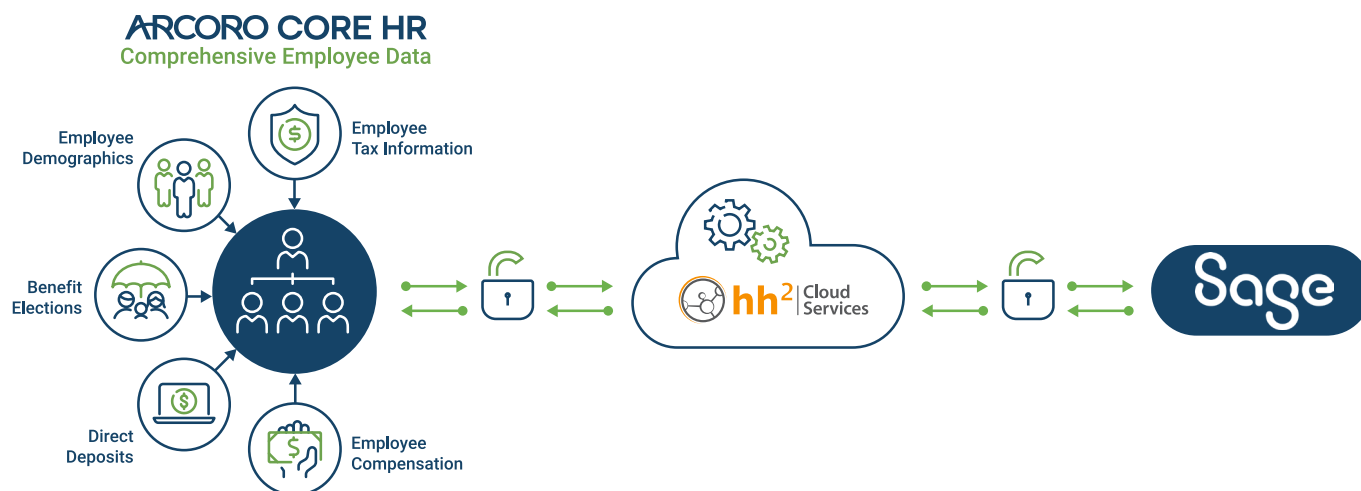 ARCORO CORE HR
Comprehensive Employee Data
Employee
Tax Information
Employee
Demographics
Benefit
Elections
Direct
Deposits
Employee
Compensation
hh² Cloud
Services
Sage